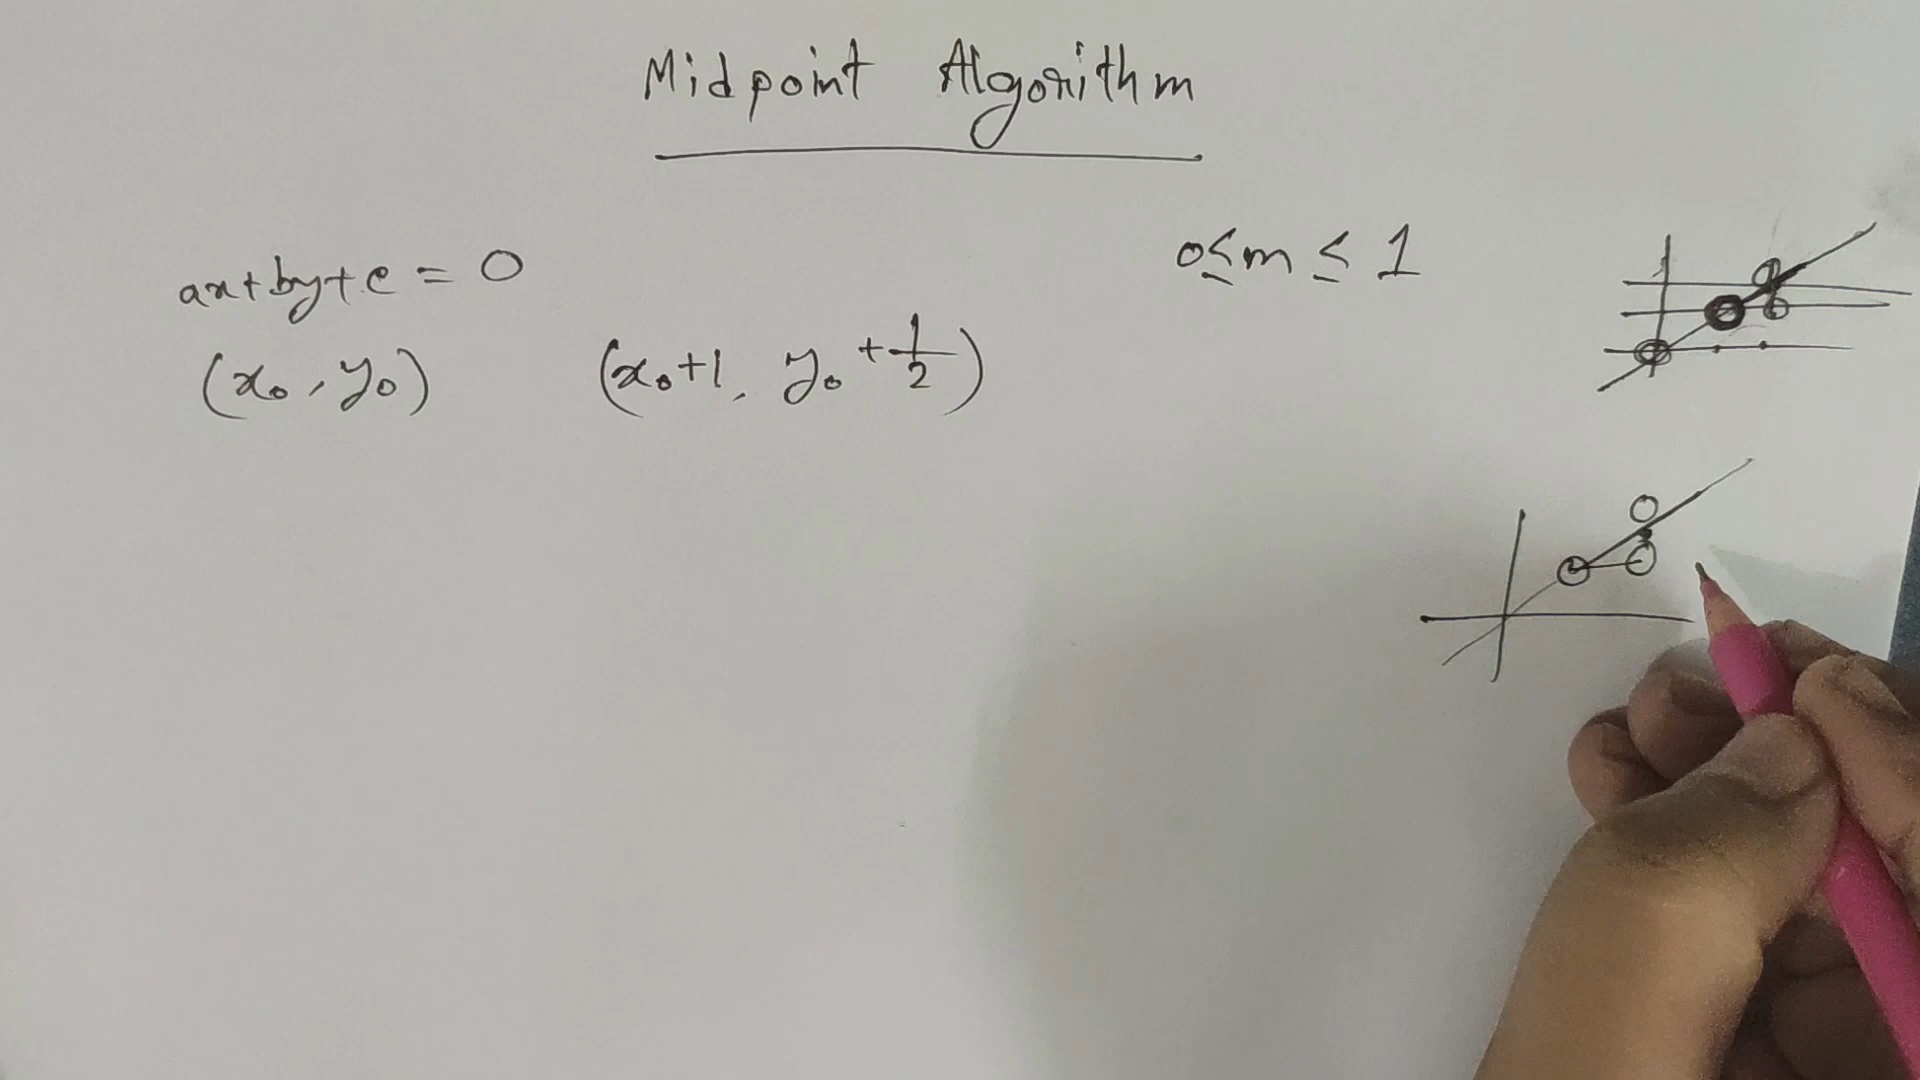 Midpoint Algorithm
ax+by+c = 0
0≤m ≤ 1
(x₀, y₀) (x₀+1, y₀+1/2)